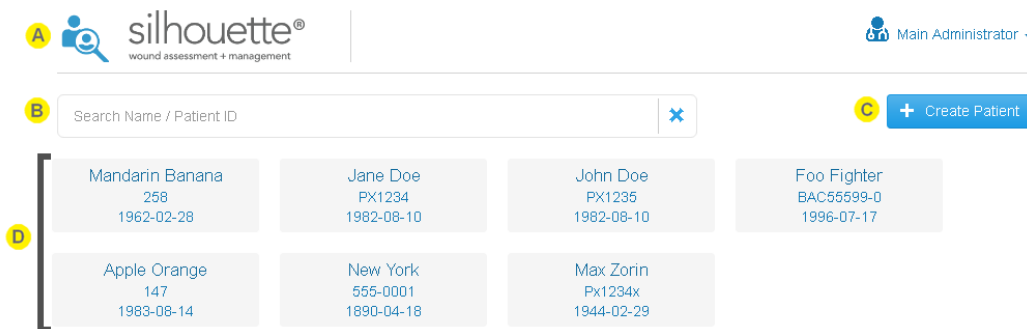 A
silhouette®
wound assessment + management
Main Administrator
B
Search Name / Patient ID
C
+ Create Patient
D
Mandarin Banana
258
1962-02-28
Jane Doe
PX1234
1982-08-10
John Doe
PX1235
1982-08-10
Foo Fighter
BAC55599-0
1996-07-17
Apple Orange
147
1983-08-14
New York
555-0001
1890-04-18
Max Zorin
Px1234x
1944-02-29